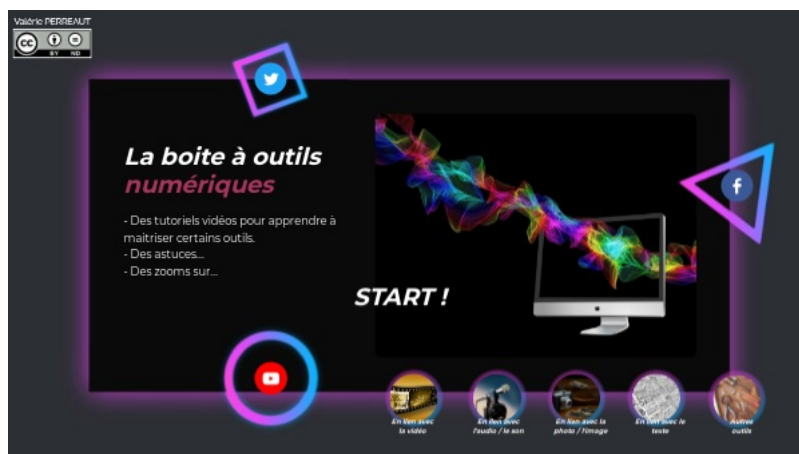 Valérie PERREAUT
cc
BY ND
La boite à outils
numériques
- Des tutoriels vidéos pour apprendre à
maitriser certains outils.
- Des astuces...
- Des zooms sur...
START !
En lien avec
la vidéo
En lien avec
l'audio / le son
En lien avec la
photo / l'image
En lien avec le
texte
Autres
outils